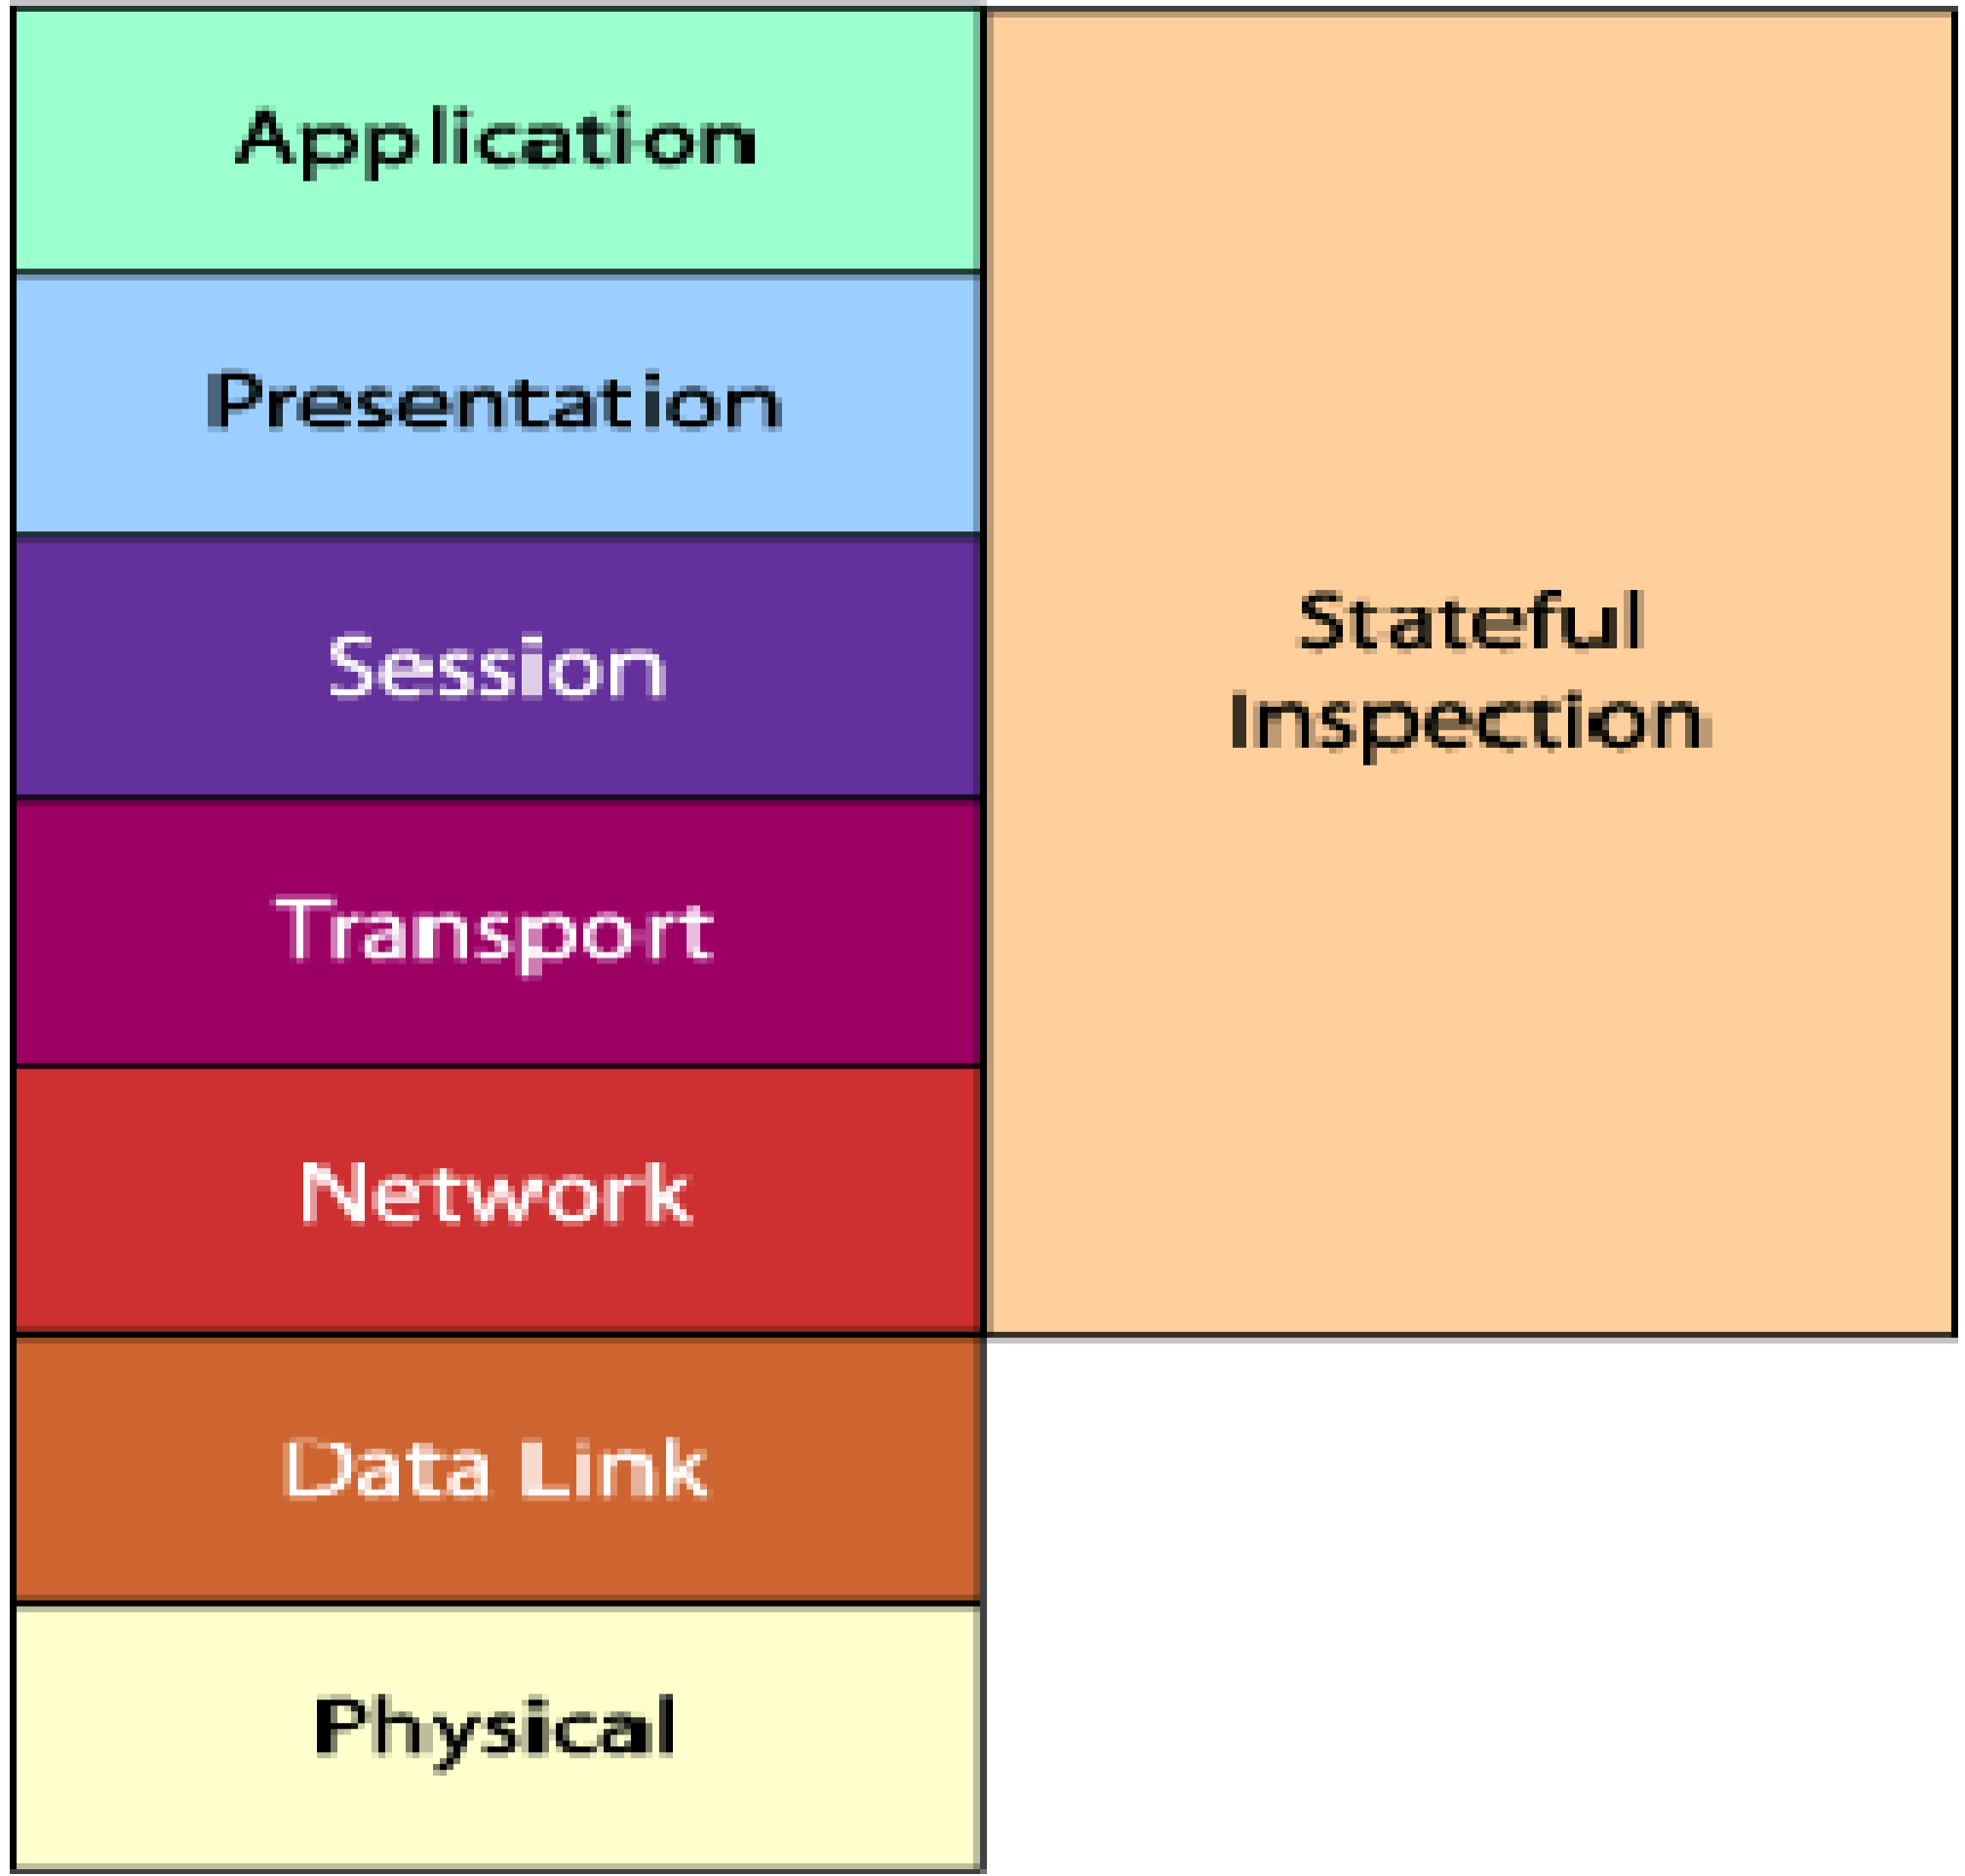 Application
Presentation
Session
Transport
Network
Data Link
Physical
Stateful
Inspection